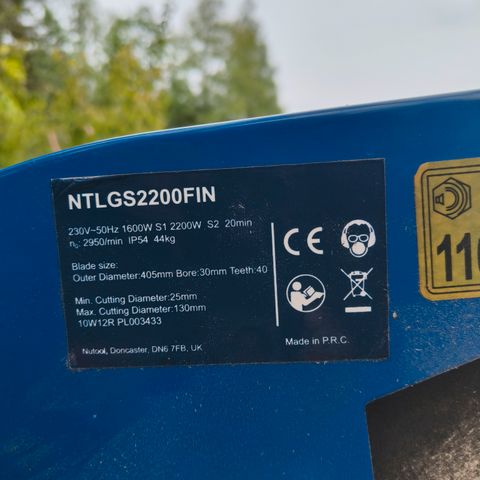 NTLGS2200FIN
230V~50Hz 1600W S1 2200W S2 20min
n₀: 2950/min IP54 44kg
Blade size:
Outer Diameter:405mm Bore:30mm Teeth:40
Min. Cutting Diameter:25mm
Max. Cutting Diameter:130mm
10W12R PL003433
Nutool, Doncaster, DN6 7FB, UK
CE
Made in P.R.C.